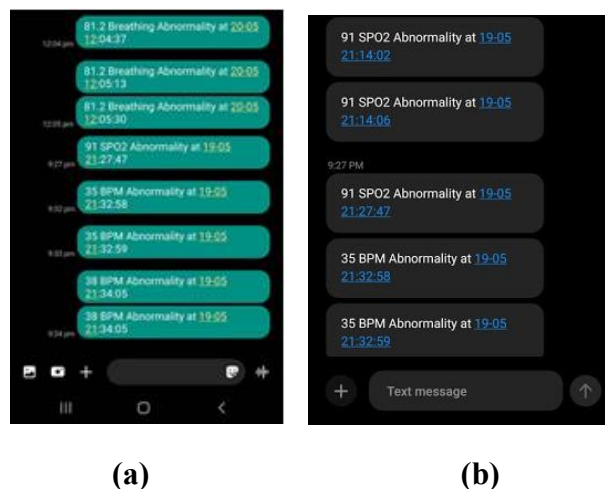 81.2 Breathing Abnormality at 20-05
12:04:37
12:04 pm
81.2 Breathing Abnormality at 20-05
12:05:13
81.2 Breathing Abnormality at 20-05
12:05:30
12:05 pm
91 SPO2 Abnormality at 19-05
21:27:47
9:27 pm
35 BPM Abnormality at 19-05
21:32:58
9:32 pm
35 BPM Abnormality at 19-05
21:32:59
38 BPM Abnormality at 19-05
21:34:05
38 BPM Abnormality at 19-05
21:34:05
9:34 pm
(a)
91 SPO2 Abnormality at 19-05
21:14:02
91 SPO2 Abnormality at 19-05
21:14:06
9:27 PM
91 SPO2 Abnormality at 19-05
21:27:47
35 BPM Abnormality at 19-05
21:32:58
35 BPM Abnormality at 19-05
21:32:59
Text message
(b)